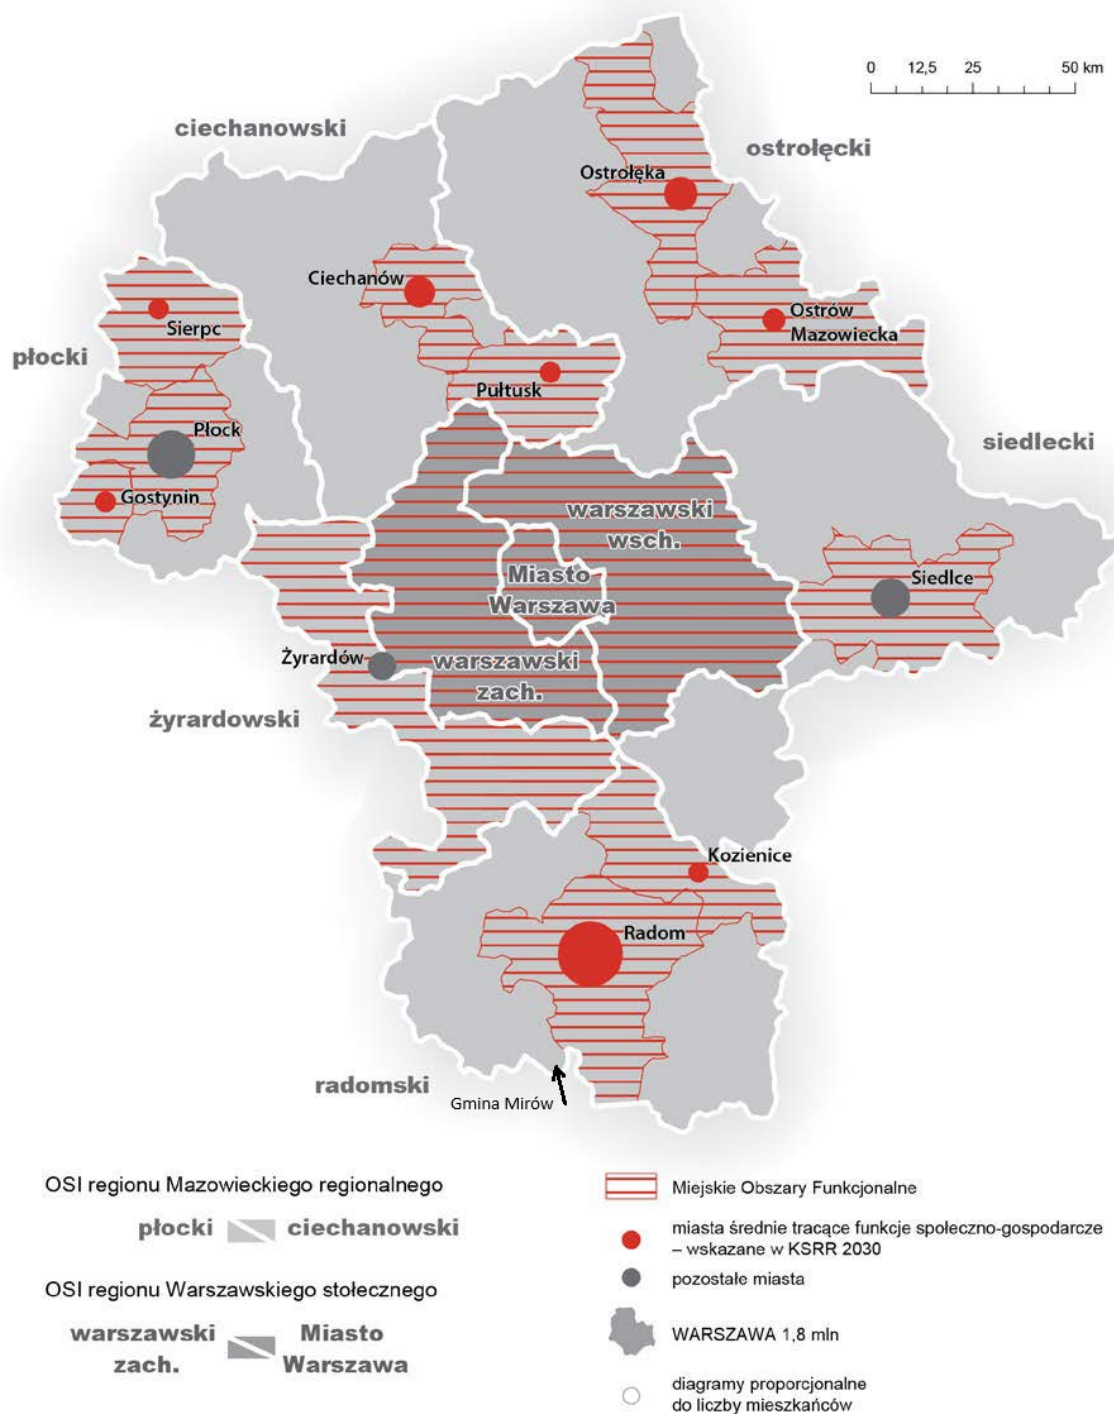 0 12,5 25 50 km
ciechanowski
ostrołęcki
Ostrołęka
Ciechanów
Sierpc
Ostrów
Mazowiecka
płocki
Pułtusk
Płock
siedlecki
Gostynin
warszawski
wsch.
Miasto
Warszawa
Siedlce
Żyrardów
warszawski
zach.
żyrardowski
Kozienice
Radom
radomski
Gmina Mirów
OSI regionu Mazowieckiego regionalnego
płocki ciechanowski
OSI regionu Warszawskiego stołecznego
warszawski
zach.
Miasto
Warszawa
Miejskie Obszary Funkcjonalne
miasta średnie tracące funkcje społeczno-gospodarcze
– wskazane w KSRR 2030
pozostałe miasta
WARSZAWA 1,8 mln
diagramy proporcjonalne
do liczby mieszkańców